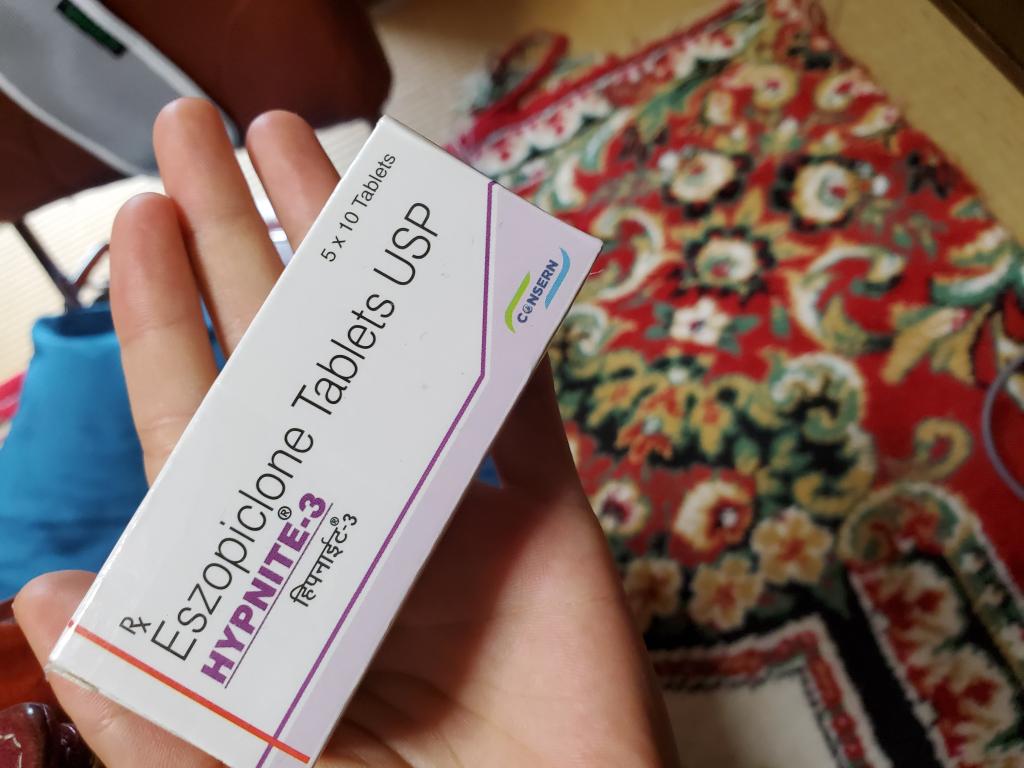 5 x 10 Tablets
Rx
Eszopiclone Tablets USP
HYPNITE®-3
हिपनाईट®-3
CONSERN